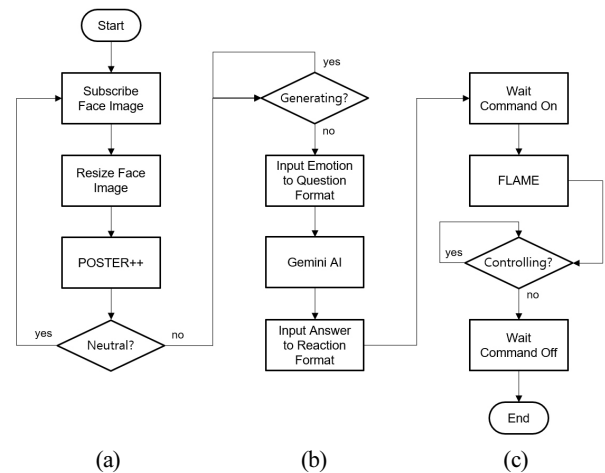 Start
Subscribe
Face Image
Resize Face
Image
POSTER++
Neutral?
yes
no
(a)
yes
Generating?
no
Input Emotion
to Question
Format
Gemini AI
Input Answer
to Reaction
Format
(b)
Wait
Command On
FLAME
Controlling?
yes
no
Wait
Command Off
End
(c)